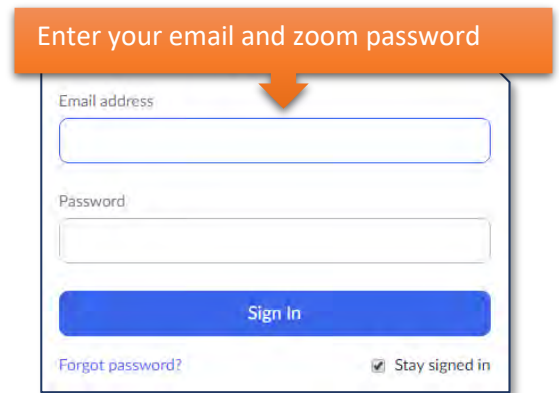 Enter your email and zoom password
Email address
Password
Sign In
Forgot password?
Stay signed in